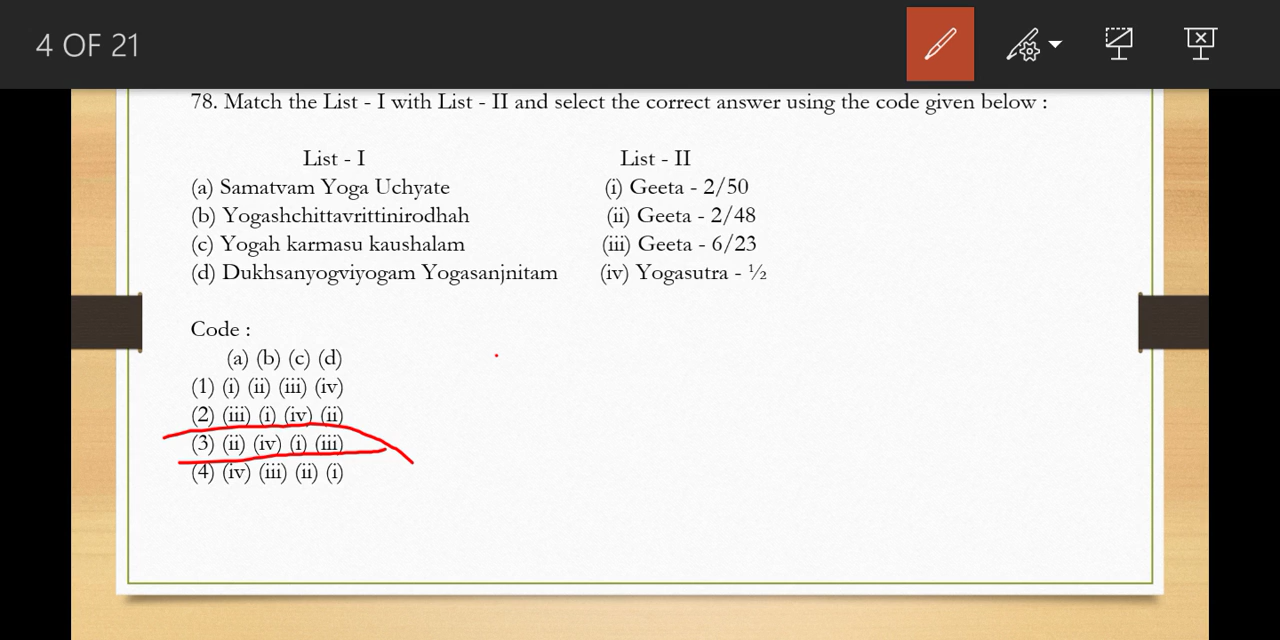 4 OF 21
78. Match the List - I with List - II and select the correct answer using the code given below :
List - I List - II
(a) Samatvam Yoga Uchyate (i) Geeta - 2/50
(b) Yogashchittavrittinirodhah (ii) Geeta - 2/48
(c) Yogah karmasu kaushalam (iii) Geeta - 6/23
(d) Dukhsanyogviyogam Yogasanjnitam (iv) Yogasutra - ½
Code :
(a) (b) (c) (d)
(1) (i) (ii) (iii) (iv)
(2) (iii) (i) (iv) (ii)
(3) (ii) (iv) (i) (iii)
(4) (iv) (iii) (ii) (i)